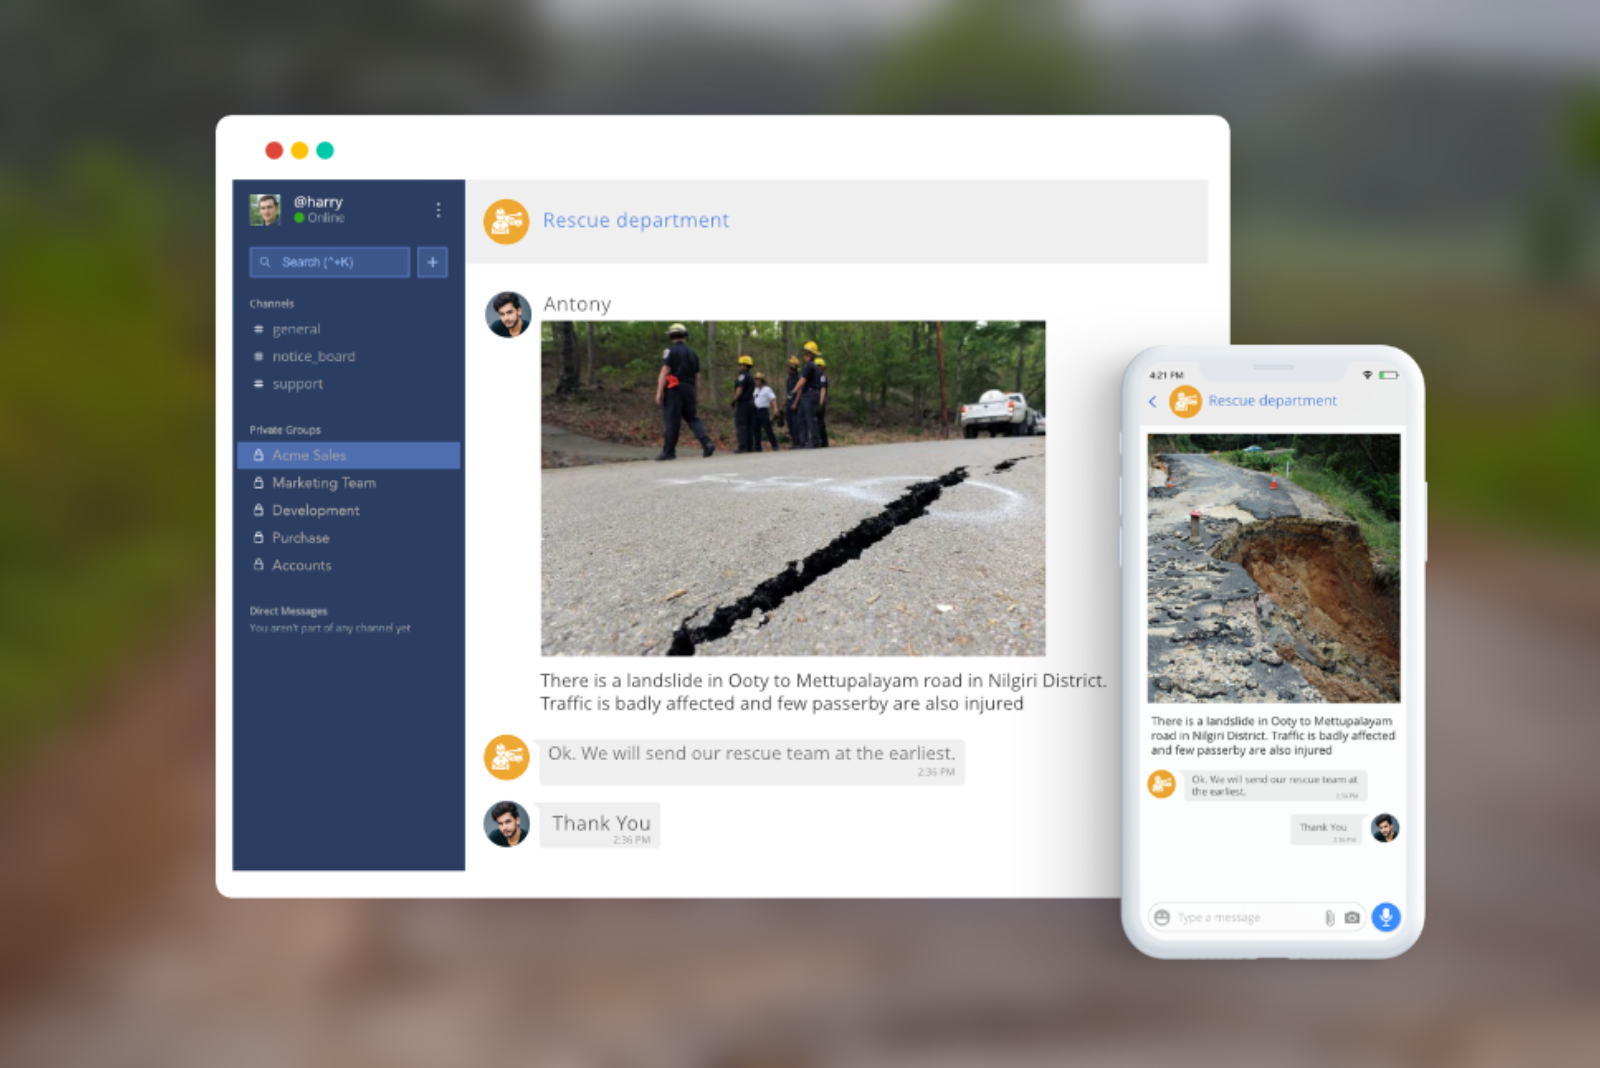 @harry
Online
Search (^+K)
+
Channels
# general
# notice_board
# support
Private Groups
Acme Sales
Marketing Team
Development
Purchase
Accounts
Direct Messages
You aren't part of any channel yet
Rescue department
Antony
There is a landslide in Ooty to Mettupalayam road in Nilgiri District.
Traffic is badly affected and few passerby are also injured
Ok. We will send our rescue team at the earliest.
2:36 PM
Thank You
2:36 PM
4:21 PM
Rescue department
There is a landslide in Ooty to Mettupalayam
road in Nilgiri District. Traffic is badly affected
and few passerby are also injured
Ok. We will send our rescue team at
the earliest.
2:36 PM
Thank You
2:36 PM
Type a message